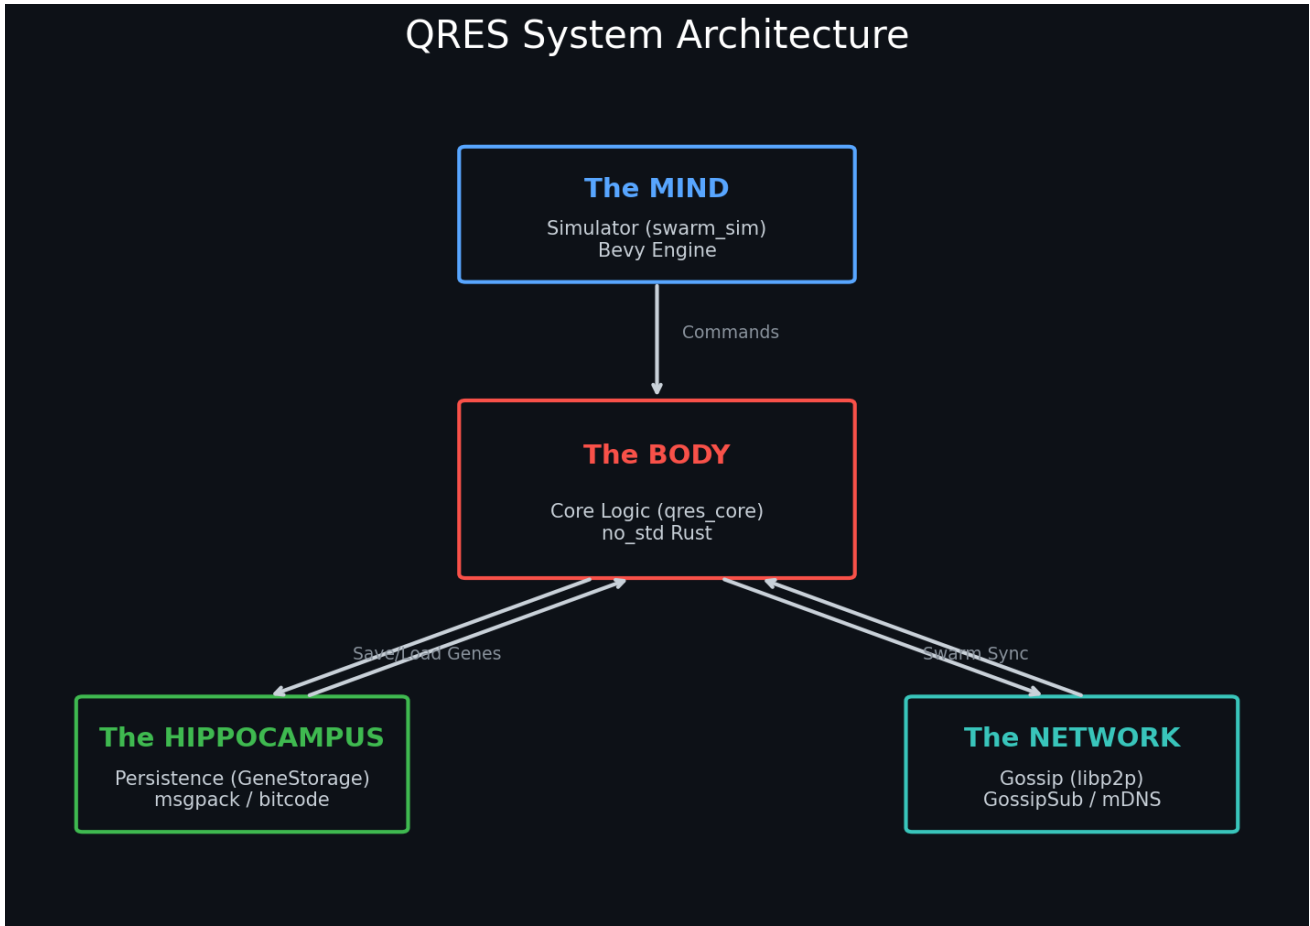 QRES System Architecture
The MIND
Simulator (swarm_sim)
Bevy Engine
Commands
The BODY
Core Logic (qres_core)
no_std Rust
Save/Load Genes
Swarm Sync
The HIPPOCAMPUS
Persistence (GeneStorage)
msgpack / bitcode
The NETWORK
Gossip (libp2p)
GossipSub / mDNS